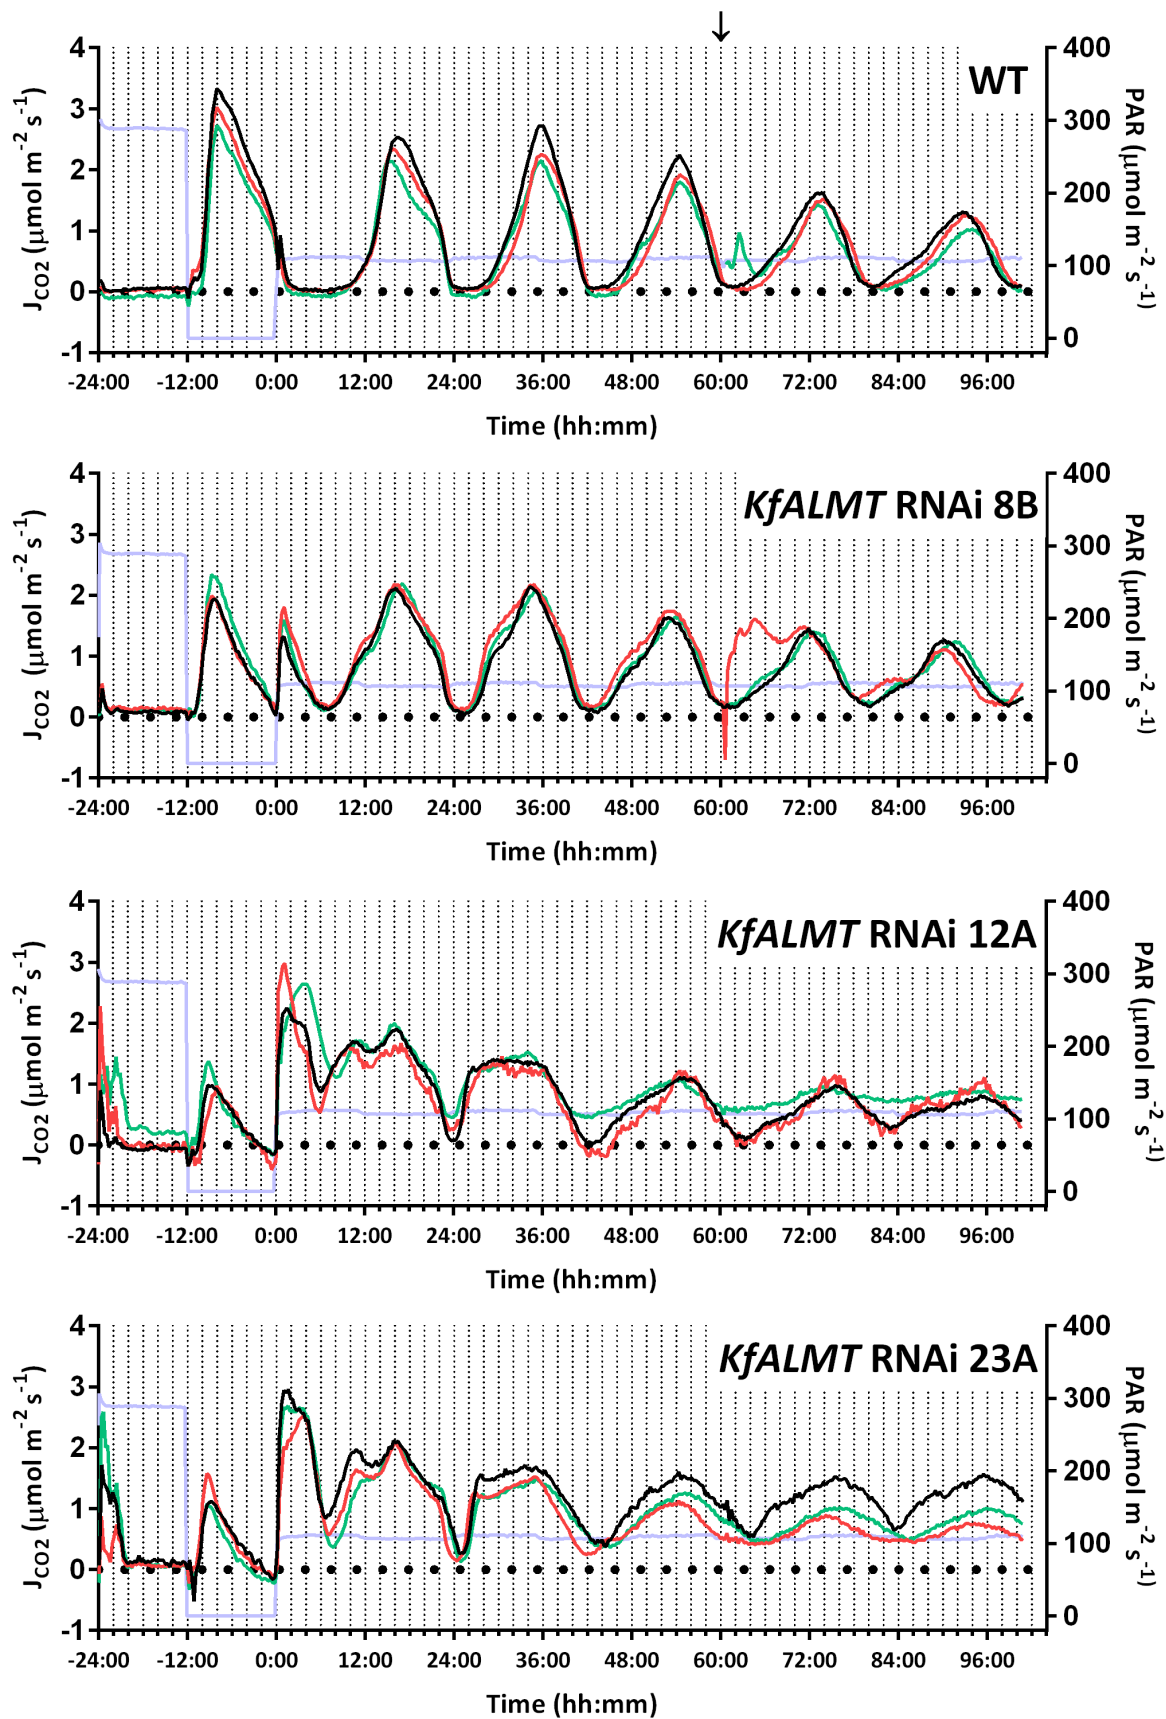 ↓
4 400
WT
3 300
2 200
1 100
0 0
-1
J_CO2 (μmol m⁻² s⁻¹)
PAR (μmol m⁻² s⁻¹)
-24:00 -12:00 0:00 12:00 24:00 36:00 48:00 60:00 72:00 84:00 96:00
Time (hh:mm)
4 400
KfALMT RNAi 8B
3 300
2 200
1 100
0 0
-1
J_CO2 (μmol m⁻² s⁻¹)
PAR (μmol m⁻² s⁻¹)
-24:00 -12:00 0:00 12:00 24:00 36:00 48:00 60:00 72:00 84:00 96:00
Time (hh:mm)
4 400
KfALMT RNAi 12A
3 300
2 200
1 100
0 0
-1
J_CO2 (μmol m⁻² s⁻¹)
PAR (μmol m⁻² s⁻¹)
-24:00 -12:00 0:00 12:00 24:00 36:00 48:00 60:00 72:00 84:00 96:00
Time (hh:mm)
4 400
KfALMT RNAi 23A
3 300
2 200
1 100
0 0
-1
J_CO2 (μmol m⁻² s⁻¹)
PAR (μmol m⁻² s⁻¹)
-24:00 -12:00 0:00 12:00 24:00 36:00 48:00 60:00 72:00 84:00 96:00
Time (hh:mm)